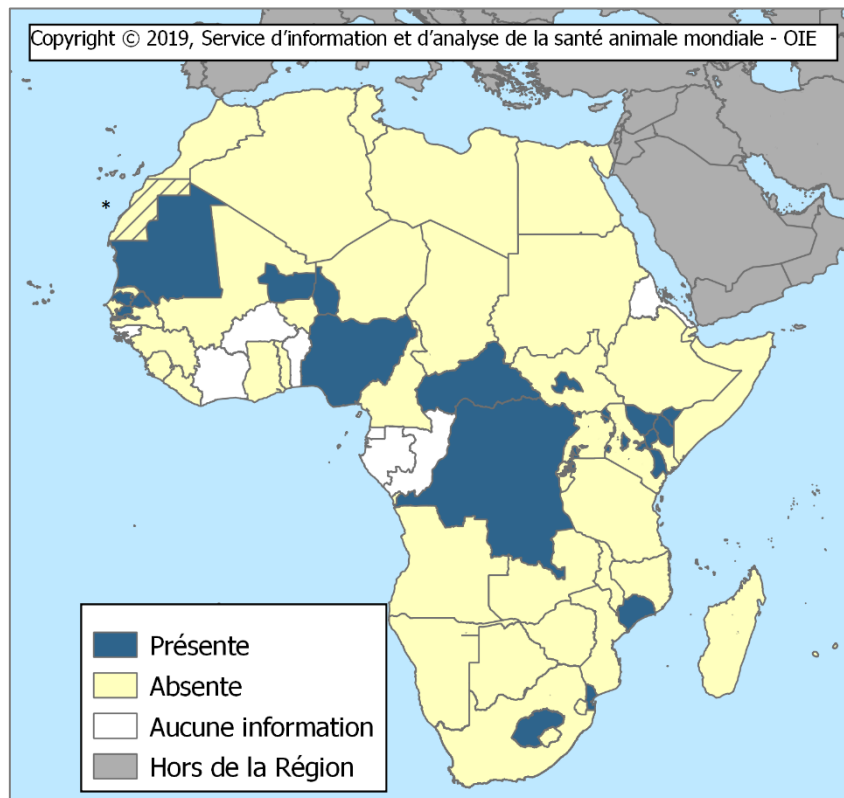 Copyright © 2019, Service d'information et d'analyse de la santé animale mondiale - OIE
*
Présente
Absente
Aucune information
Hors de la Région